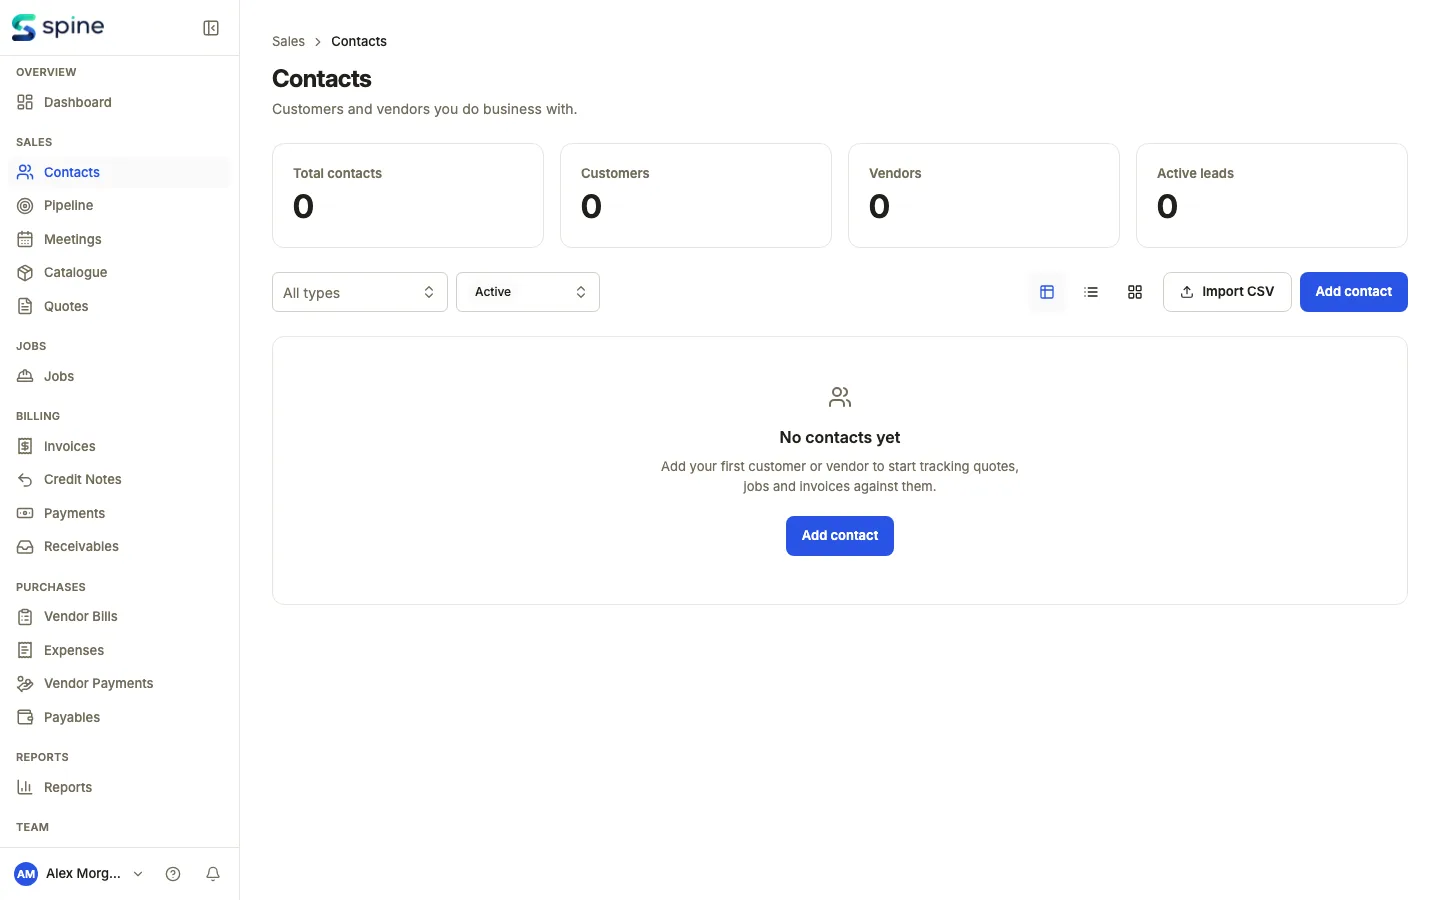 spine
OVERVIEW
Dashboard
SALES
Contacts
Pipeline
Meetings
Catalogue
Quotes
JOBS
Jobs
BILLING
Invoices
Credit Notes
Payments
Receivables
PURCHASES
Vendor Bills
Expenses
Vendor Payments
Payables
REPORTS
Reports
TEAM
AM Alex Morg...
Sales > Contacts
Contacts
Customers and vendors you do business with.
Total contacts
0
Customers
0
Vendors
0
Active leads
0
All types
Active
Import CSV
Add contact
No contacts yet
Add your first customer or vendor to start tracking quotes,
jobs and invoices against them.
Add contact